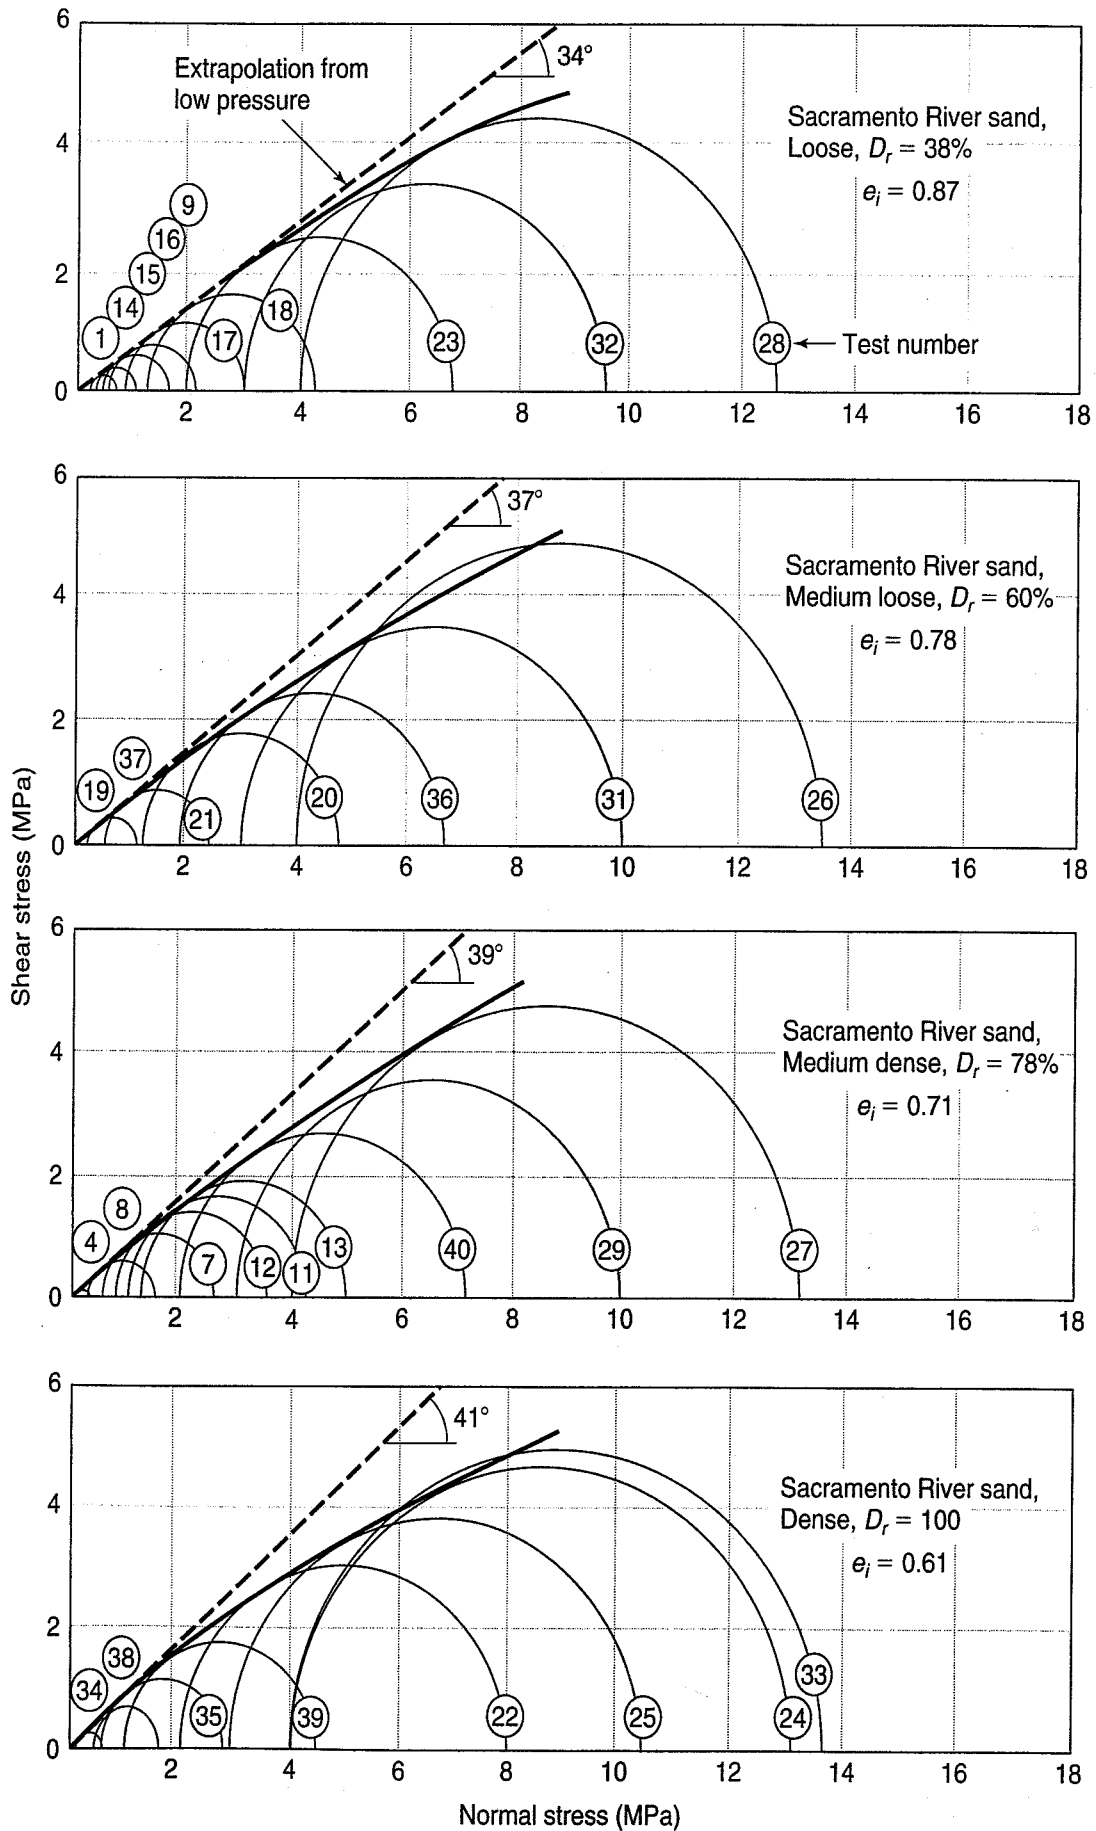 6
Extrapolation from
low pressure
34°
Sacramento River sand,
Loose, Dr = 38%
ei = 0.87
4
9
16
15
14
1
2
18
17
23
32
28
Test number
0
2 4 6 8 10 12 14 16 18
6
37°
Sacramento River sand,
Medium loose, Dr = 60%
ei = 0.78
4
2
37
19
21
20
36
31
26
0
2 4 6 8 10 12 14 16 18
Shear stress (MPa)
6
39°
Sacramento River sand,
Medium dense, Dr = 78%
ei = 0.71
4
2
8
4
7
12
11
13
40
29
27
0
2 4 6 8 10 12 14 16 18
6
41°
Sacramento River sand,
Dense, Dr = 100
ei = 0.61
4
2
38
34
35
39
22
25
24
33
0
2 4 6 8 10 12 14 16 18
Normal stress (MPa)